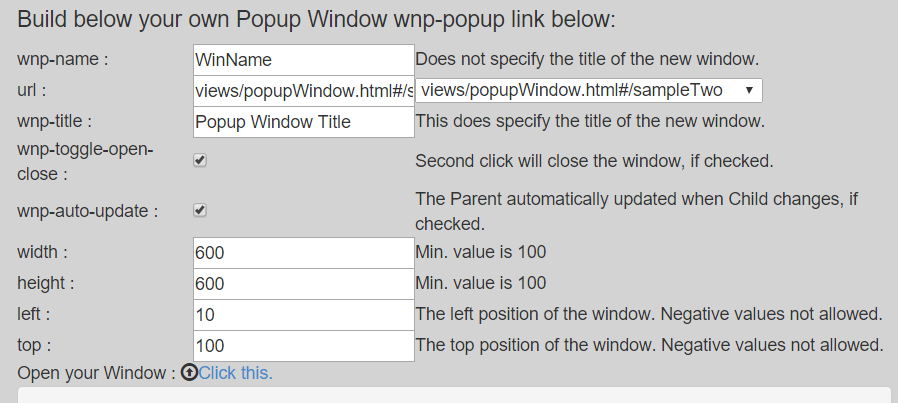 Build below your own Popup Window wnp-popup link below:
wnp-name : WinName Does not specify the title of the new window.
url : views/popupWindow.html#/s views/popupWindow.html#/sampleTwo
wnp-title : Popup Window Title This does specify the title of the new window.
wnp-toggle-open-
close : Second click will close the window, if checked.
wnp-auto-update : The Parent automatically updated when Child changes, if
checked.
width : 600 Min. value is 100
height : 600 Min. value is 100
left : 10 The left position of the window. Negative values not allowed.
top : 100 The top position of the window. Negative values not allowed.
Open your Window : Click this.